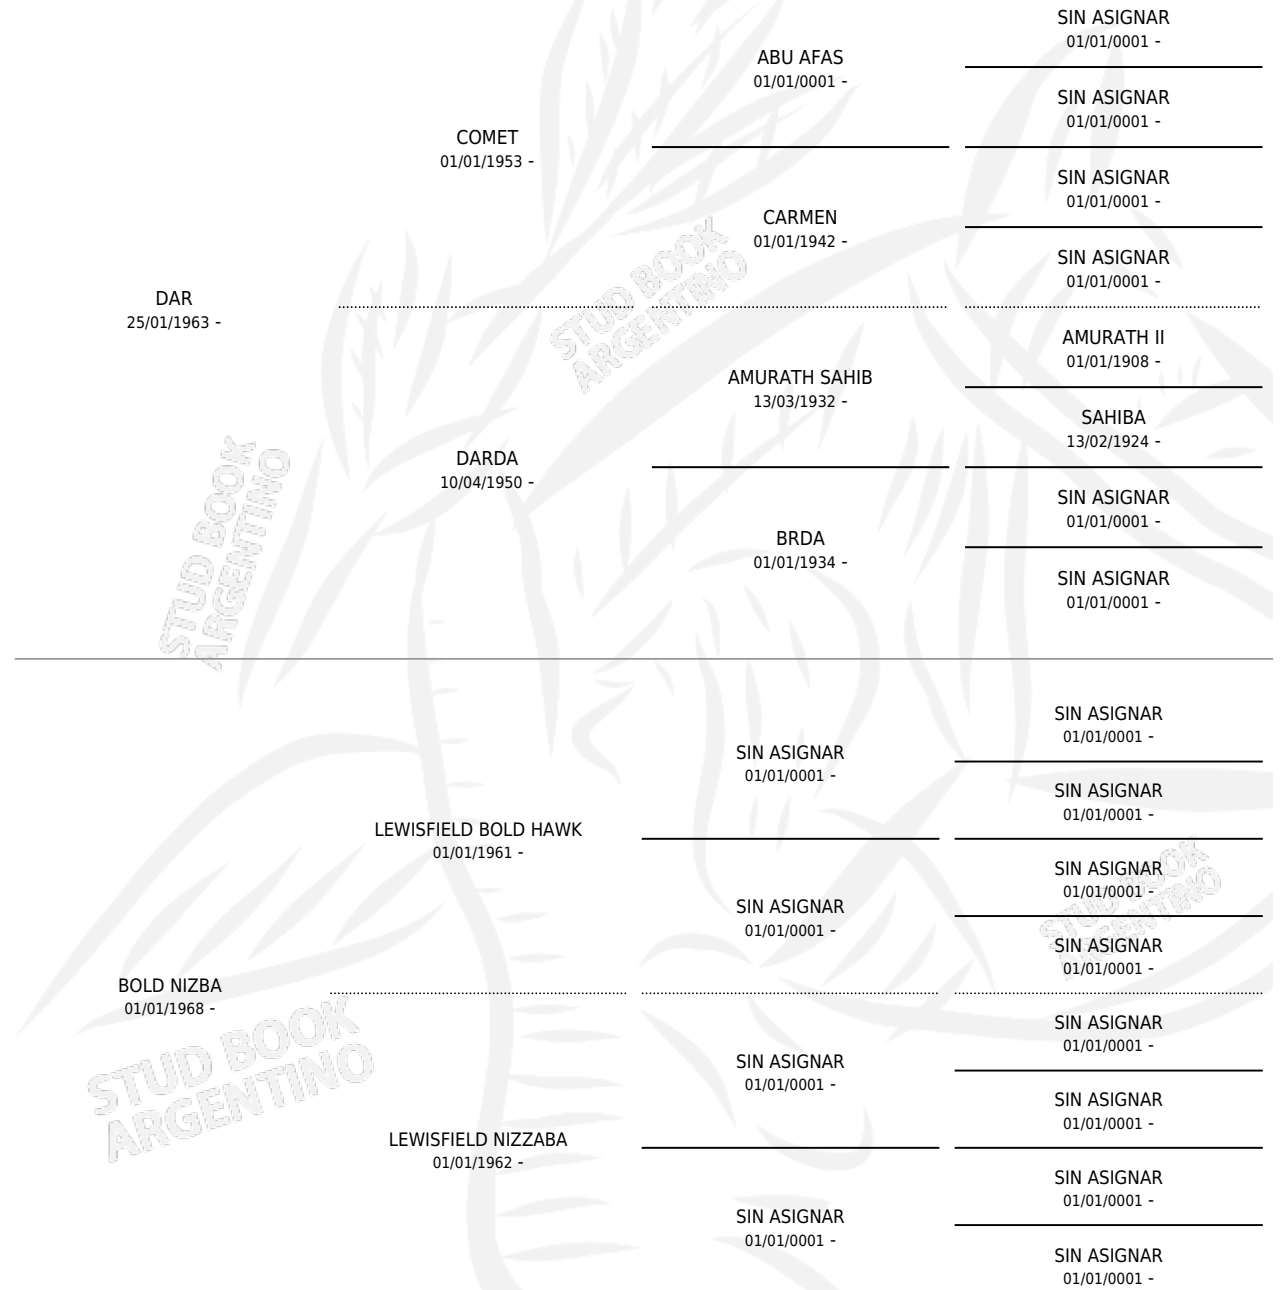 SIN ASIGNAR
01/01/0001 -
ABU AFAS
01/01/0001 -
SIN ASIGNAR
01/01/0001 -
COMET
01/01/1953 -
SIN ASIGNAR
01/01/0001 -
CARMEN
01/01/1942 -
SIN ASIGNAR
01/01/0001 -
DAR
25/01/1963 -
STUD BOOK
ARGENTINO
AMURATH II
01/01/1908 -
AMURATH SAHIB
13/03/1932 -
SAHIBA
13/02/1924 -
DARDA
10/04/1950 -
STUD BOOK
ARGENTINO
SIN ASIGNAR
01/01/0001 -
BRDA
01/01/1934 -
SIN ASIGNAR
01/01/0001 -
SIN ASIGNAR
01/01/0001 -
SIN ASIGNAR
01/01/0001 -
SIN ASIGNAR
01/01/0001 -
LEWISFIELD BOLD HAWK
01/01/1961 -
SIN ASIGNAR
01/01/0001 -
STUD BOOK
ARGENTINO
SIN ASIGNAR
01/01/0001 -
SIN ASIGNAR
01/01/0001 -
BOLD NIZBA
01/01/1968 -
STUD BOOK
ARGENTINO
SIN ASIGNAR
01/01/0001 -
SIN ASIGNAR
01/01/0001 -
SIN ASIGNAR
01/01/0001 -
LEWISFIELD NIZZABA
01/01/1962 -
SIN ASIGNAR
01/01/0001 -
SIN ASIGNAR
01/01/0001 -
SIN ASIGNAR
01/01/0001 -